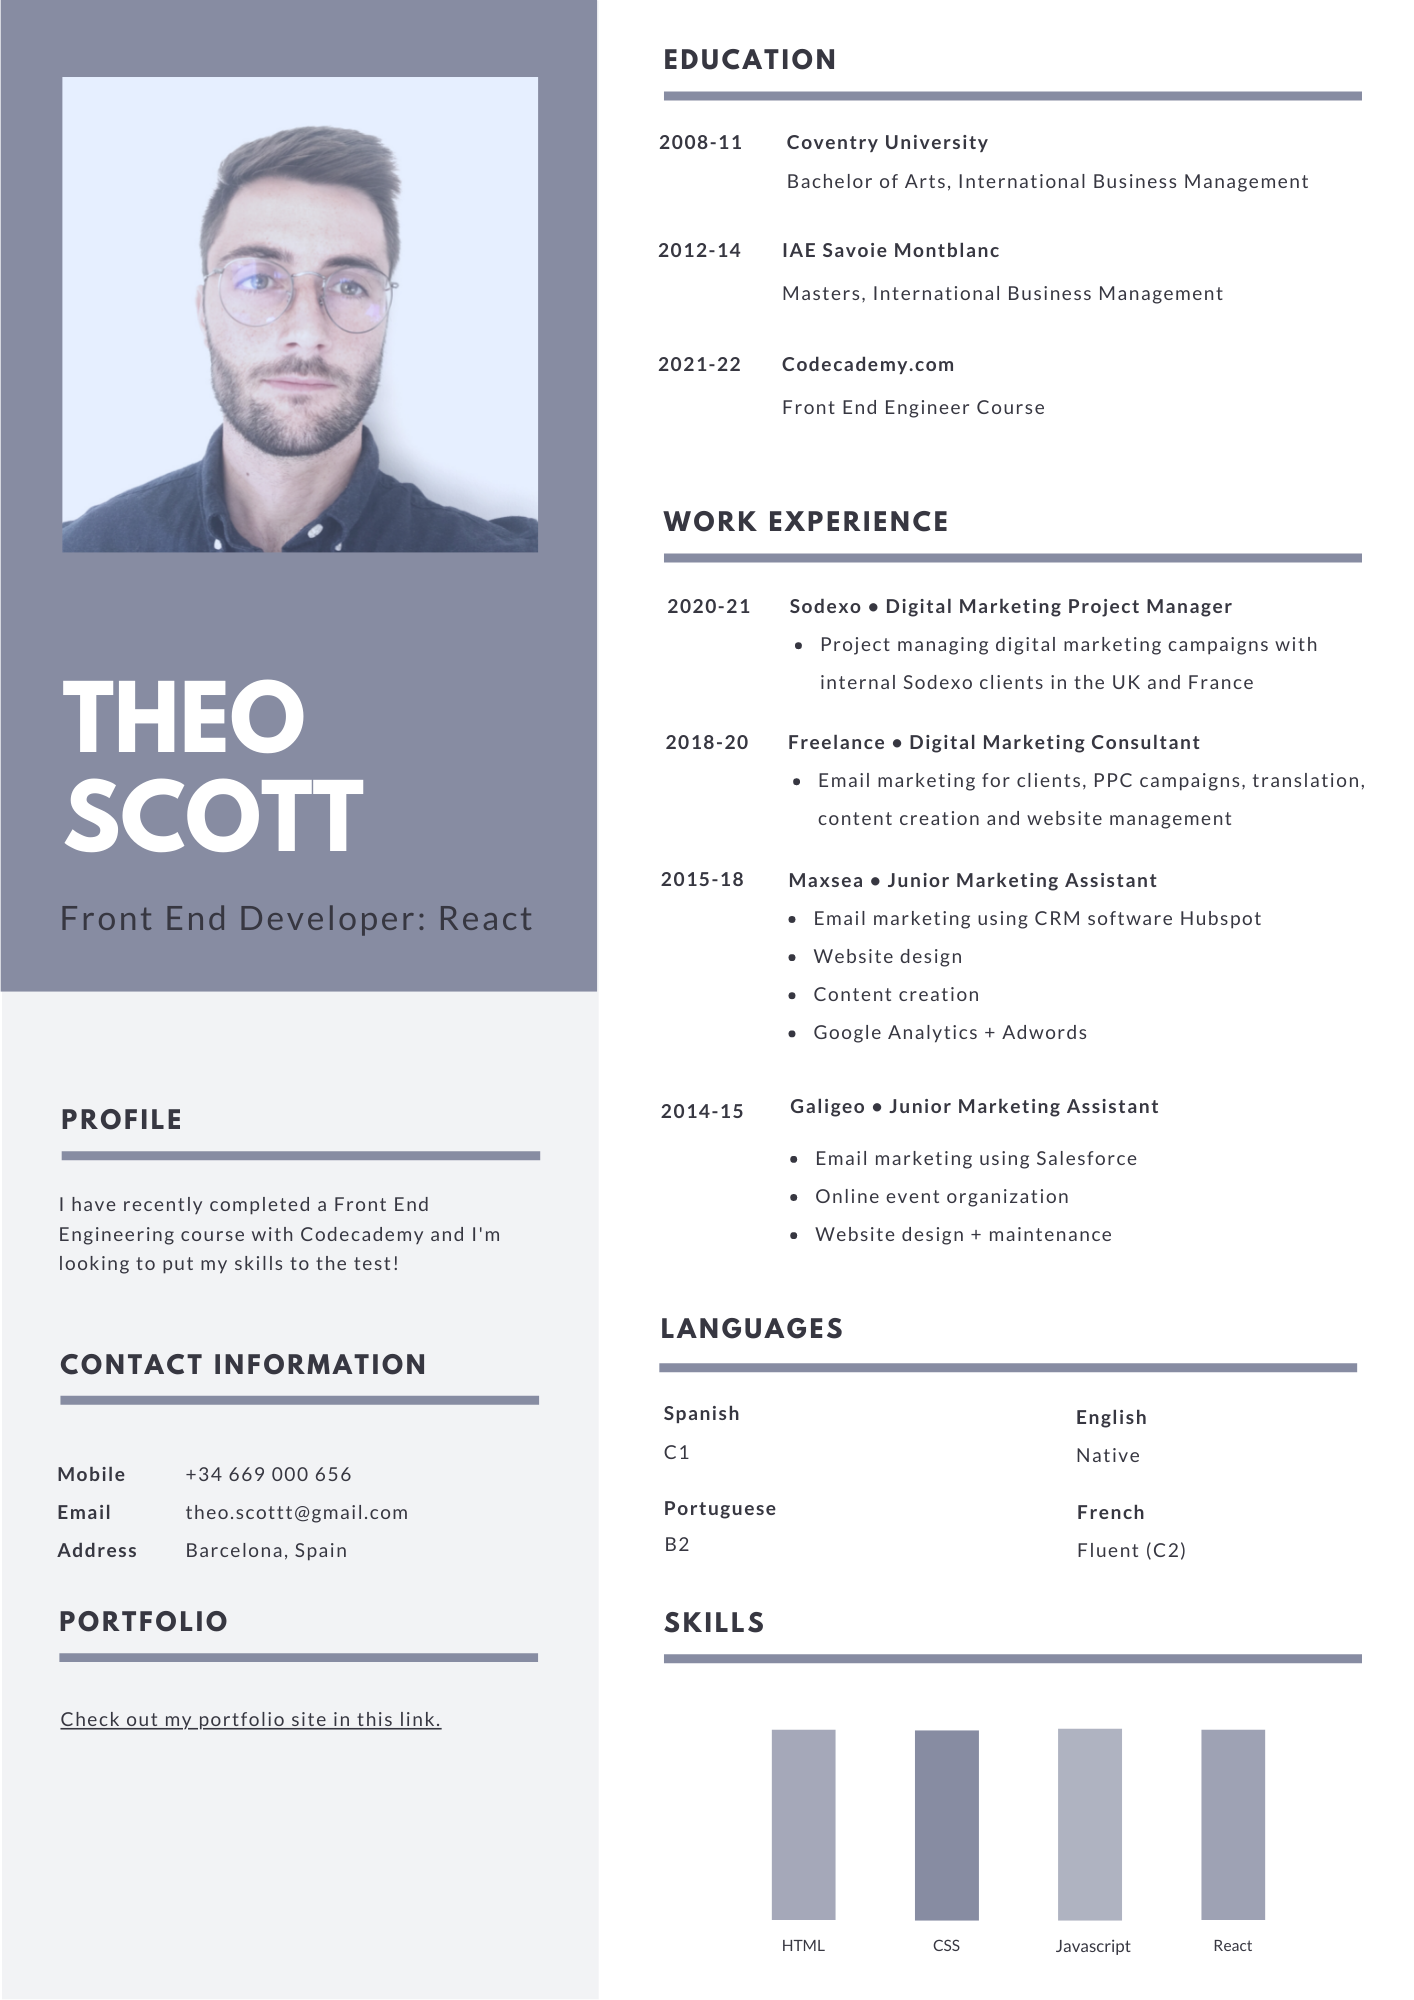 THEO
SCOTT
Front End Developer: React
PROFILE
I have recently completed a Front End
Engineering course with Codecademy and I'm
looking to put my skills to the test!
CONTACT INFORMATION
Mobile +34 669 000 656
Email theo.scottt@gmail.com
Address Barcelona, Spain
PORTFOLIO
Check out my portfolio site in this link.
EDUCATION
2008-11 Coventry University
Bachelor of Arts, International Business Management
2012-14 IAE Savoie Montblanc
Masters, International Business Management
2021-22 Codecademy.com
Front End Engineer Course
WORK EXPERIENCE
2020-21 Sodexo ● Digital Marketing Project Manager
• Project managing digital marketing campaigns with
internal Sodexo clients in the UK and France
2018-20 Freelance ● Digital Marketing Consultant
• Email marketing for clients, PPC campaigns, translation,
content creation and website management
2015-18 Maxsea ● Junior Marketing Assistant
• Email marketing using CRM software Hubspot
• Website design
• Content creation
• Google Analytics + Adwords
2014-15 Galigeo ● Junior Marketing Assistant
• Email marketing using Salesforce
• Online event organization
• Website design + maintenance
LANGUAGES
Spanish English
C1 Native
Portuguese French
B2 Fluent (C2)
SKILLS
HTML CSS Javascript React